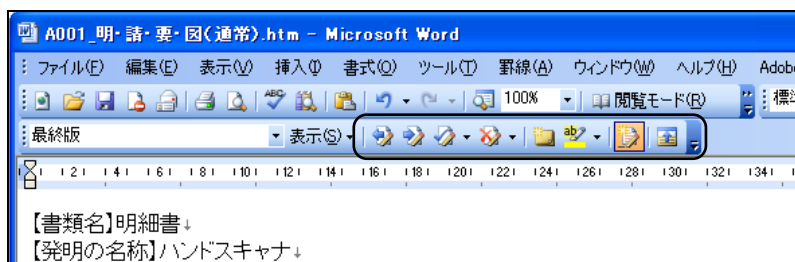 A001_明・請・要・図(通常).htm - Microsoft Word
ファイル(F) 編集(E) 表示(V) 挿入(I) 書式(O) ツール(T) 罫線(A) ウィンドウ(W) ヘルプ(H) Adob
ABC 100% 閲覧モード(R) 標準
最終版 表示(S) ab
2 4 6 8 10 12 14 16 18 20 22 24 26 28 30 32 34
【書類名】明細書↓
【発明の名称】ハンドスキャナ↓